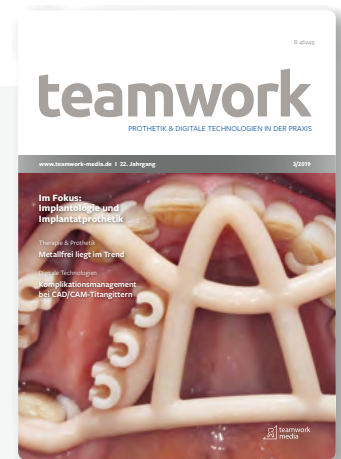 B 46049
teamwork
PROTHETIK & DIGITALE TECHNOLOGIEN IN DER PRAXIS
www.teamwork-media.de I 22. Jahrgang 3/2019
Im Fokus:
Implantologie und
Implantatprothetik
Therapie & Prothetik
Metallfrei liegt im Trend
Digitale Technologien
Komplikationsmanagement
bei CAD/CAM-Titangittern
teamwork
media